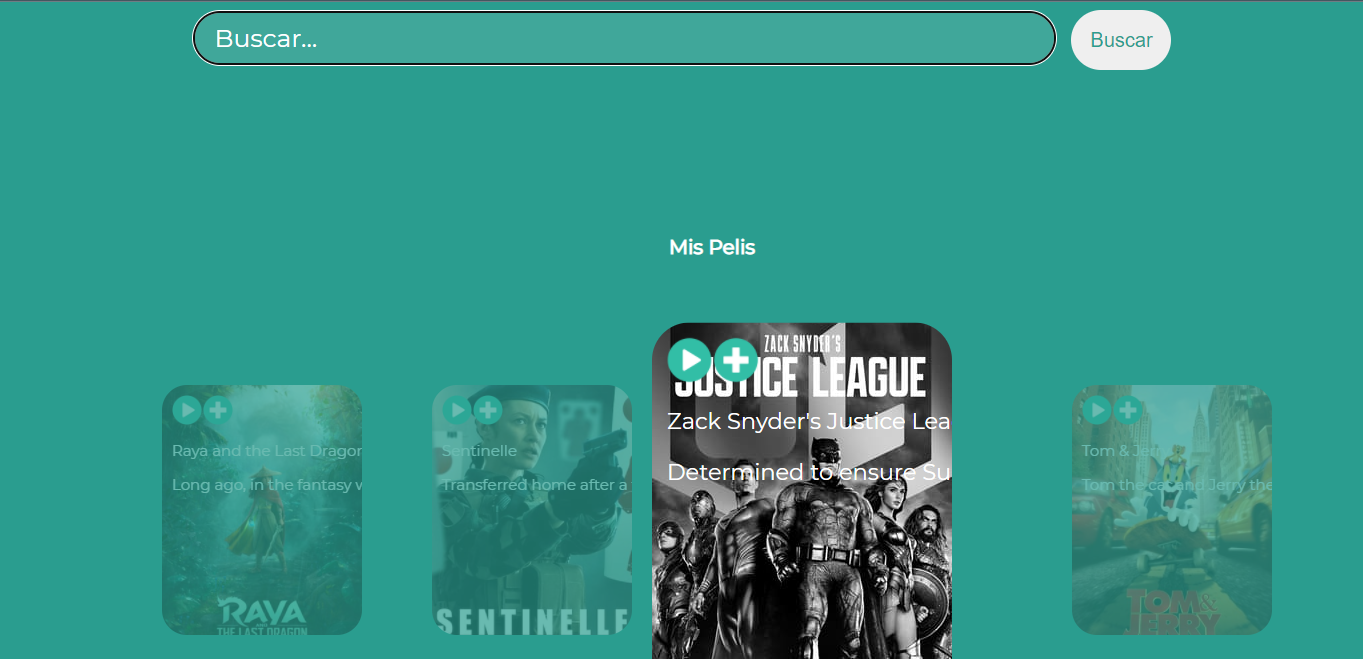 Buscar...
Buscar
Mis Pelis
Raya and the Last Dragon
Long ago, in the fantasy w
RAYA
AND
THE LAST DRAGON
Sentinelle
Transferred home after a
SENTINELLE
ZACK SNYDER'S
JUSTICE LEAGUE
Zack Snyder's Justice Lea
Determined to ensure Su
Tom & Jerry
Tom the cat and Jerry the
TOM&
JERRY